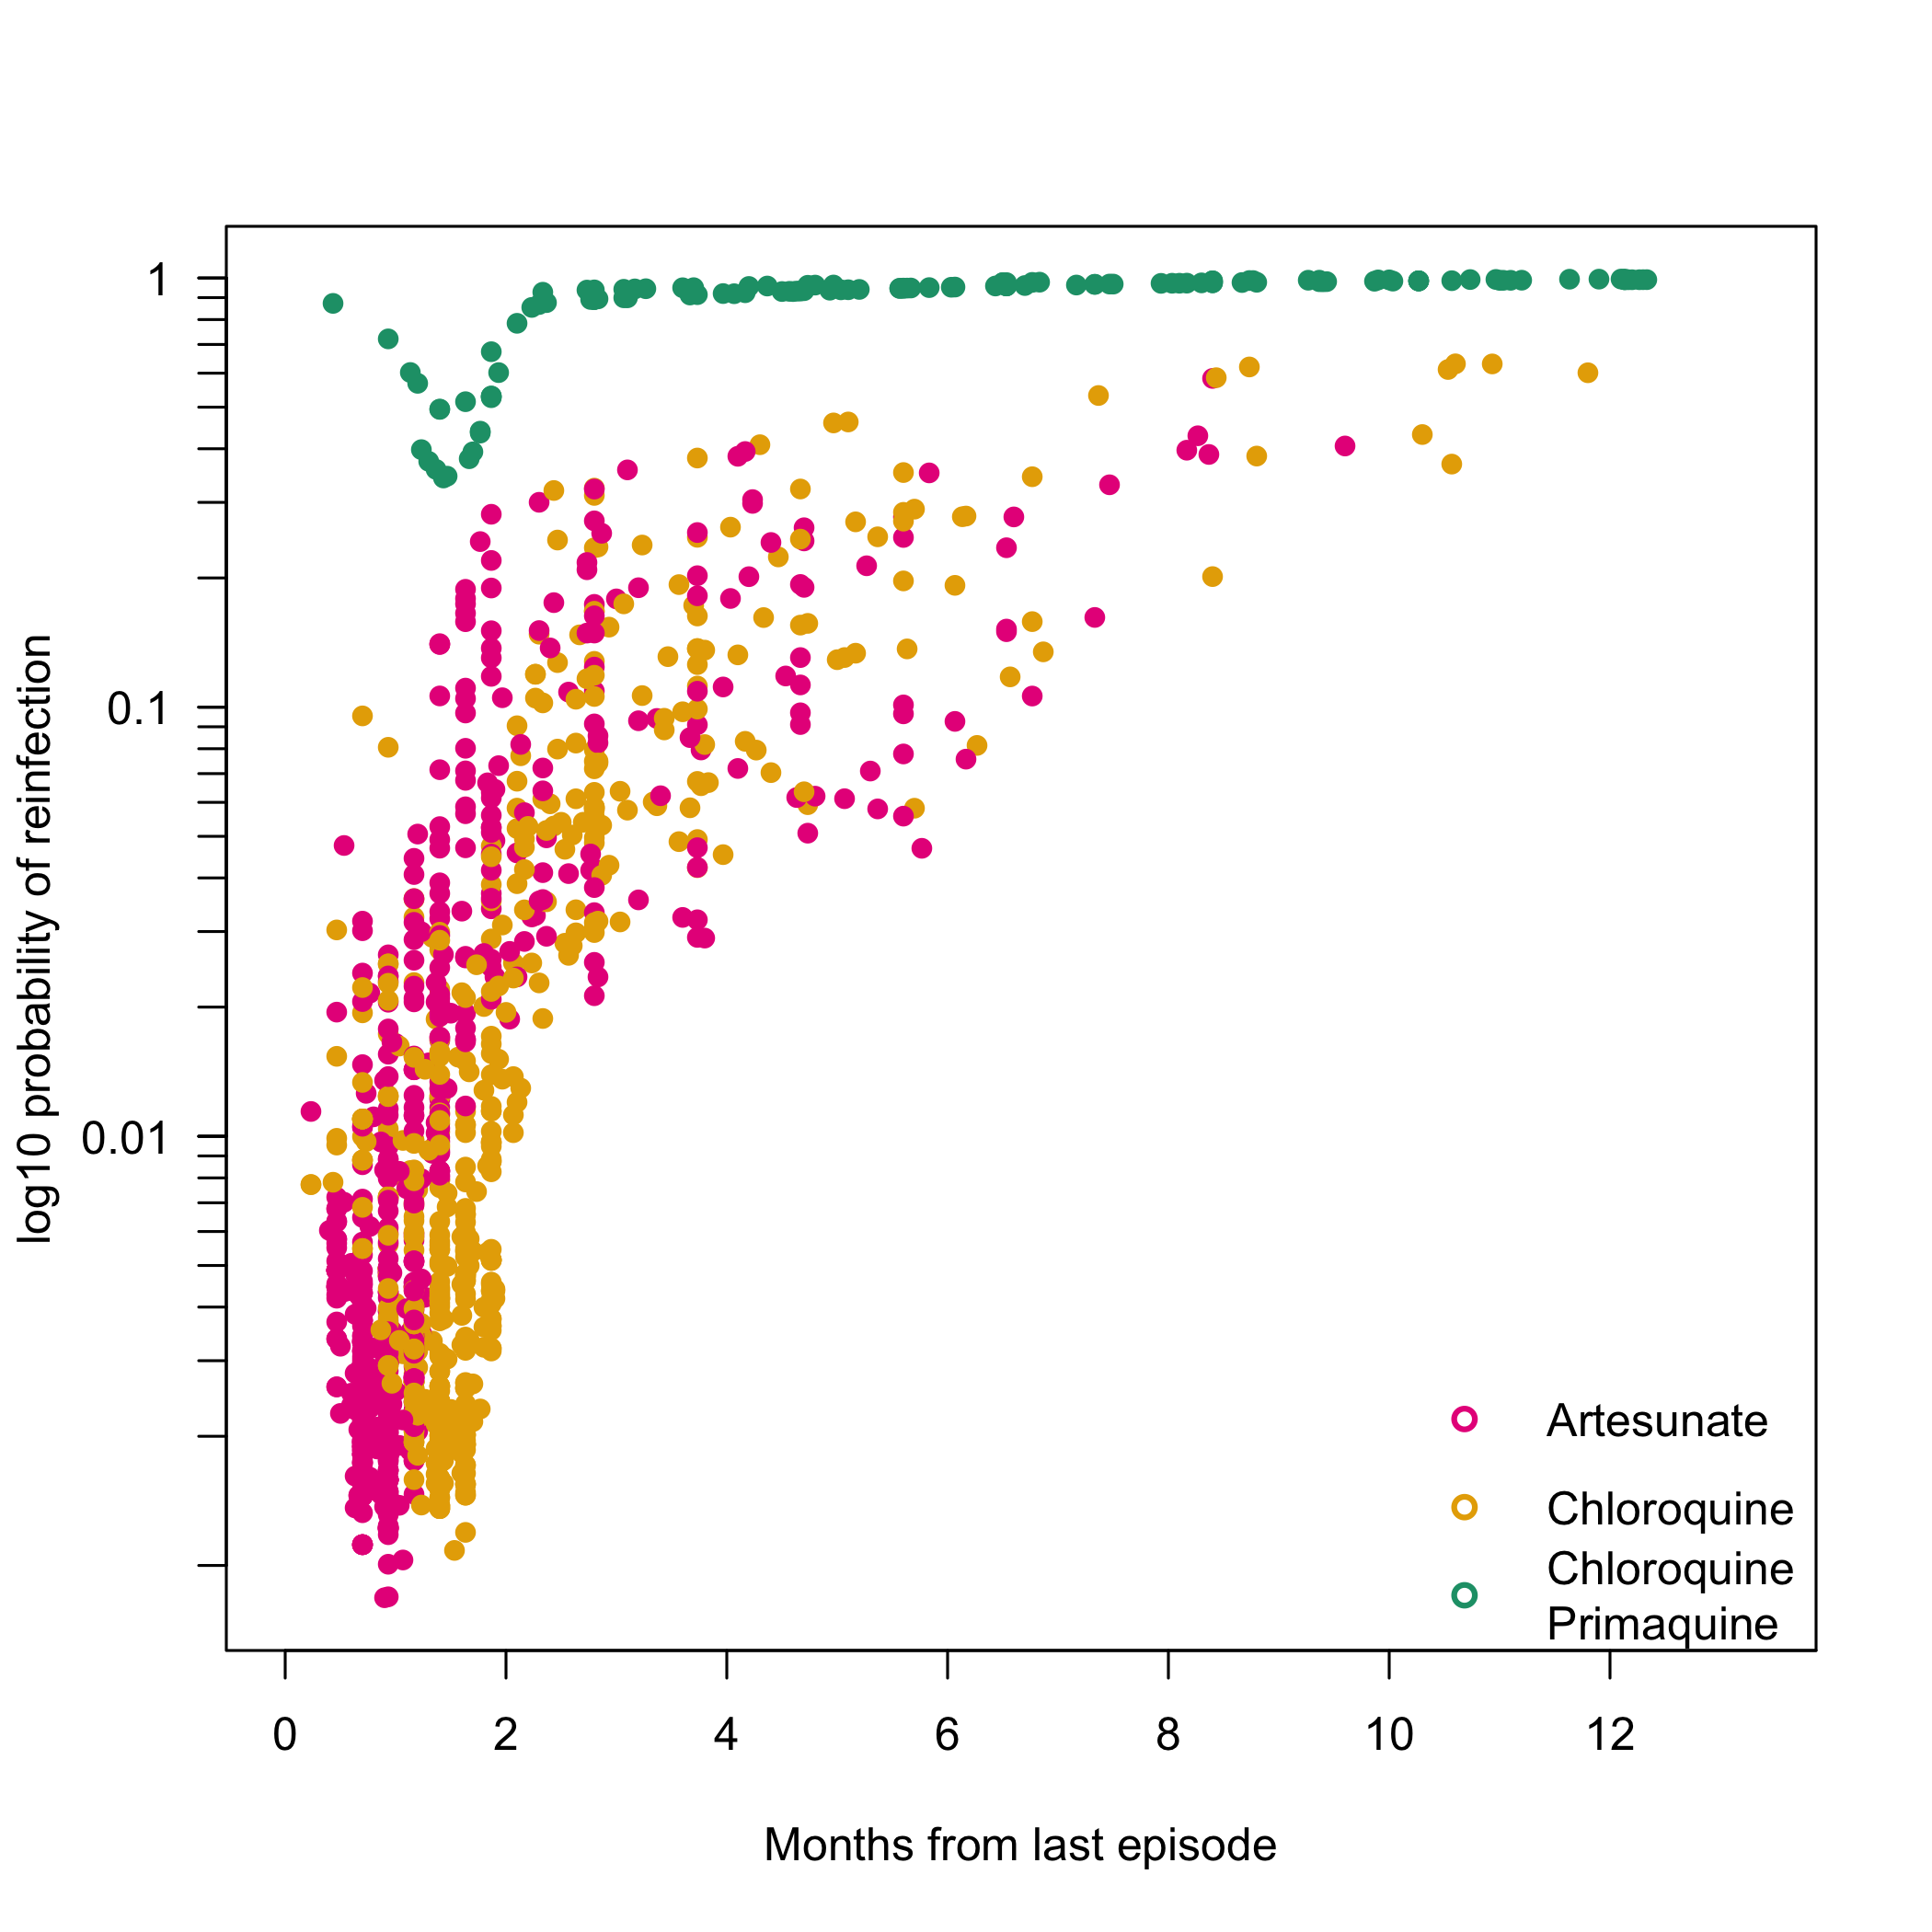 log10 probability of reinfection
1
0.1
0.01
0 2 4 6 8 10 12
Months from last episode
Artesunate
Chloroquine
Chloroquine
Primaquine